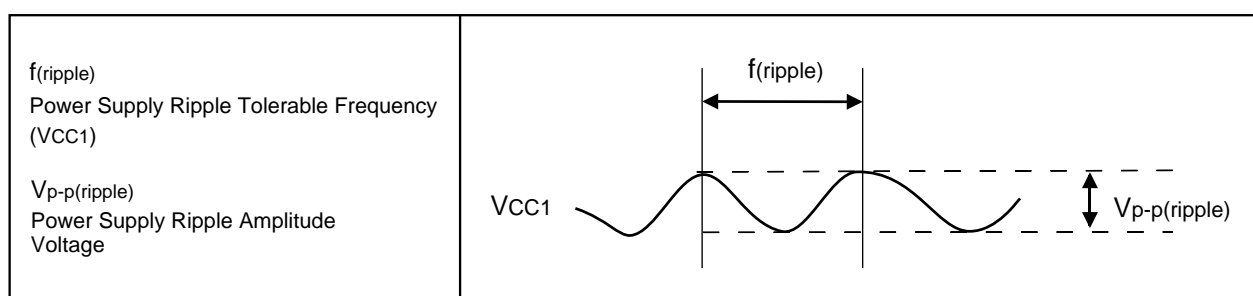 f(ripple)
Power Supply Ripple Tolerable Frequency
(VCC1)
Vp-p(ripple)
Power Supply Ripple Amplitude
Voltage
f(ripple)
VCC1
Vp-p(ripple)